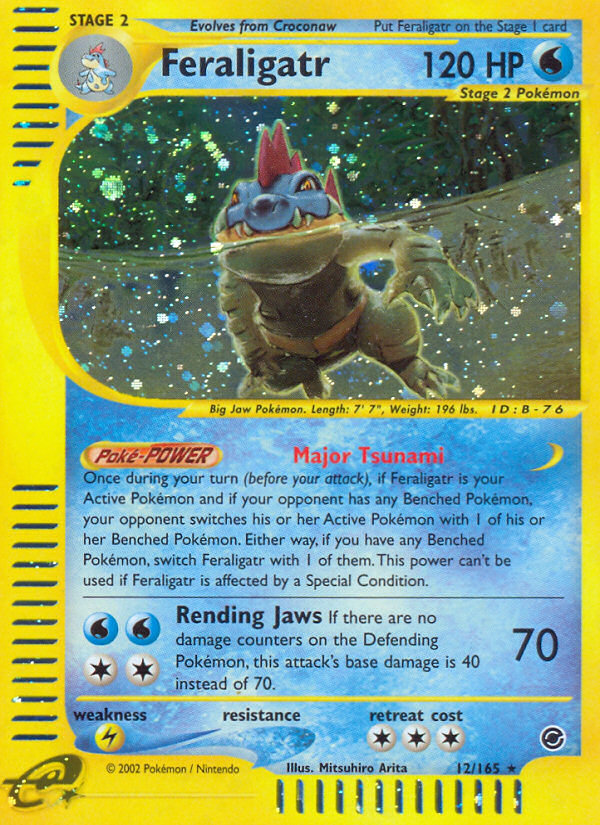 STAGE 2
Evolves from Croconaw
Put Feraligatr on the Stage 1 card
Feraligatr
120 HP
Stage 2 Pokémon
Big Jaw Pokémon. Length: 7' 7", Weight: 196 lbs. ID:B-76
Poké-POWER
Major Tsunami
Once during your turn (before your attack), if Feraligatr is your
Active Pokémon and if your opponent has any Benched Pokémon,
your opponent switches his or her Active Pokémon with 1 of his or
her Benched Pokémon. Either way, if you have any Benched
Pokémon, switch Feraligatr with 1 of them. This power can't be
used if Feraligatr is affected by a Special Condition.
Rending Jaws If there are no
damage counters on the Defending
Pokémon, this attack's base damage is 40
instead of 70.
70
weakness
resistance
retreat cost
© 2002 Pokémon / Nintendo
Illus. Mitsuhiro Arita
12/165 ★
e